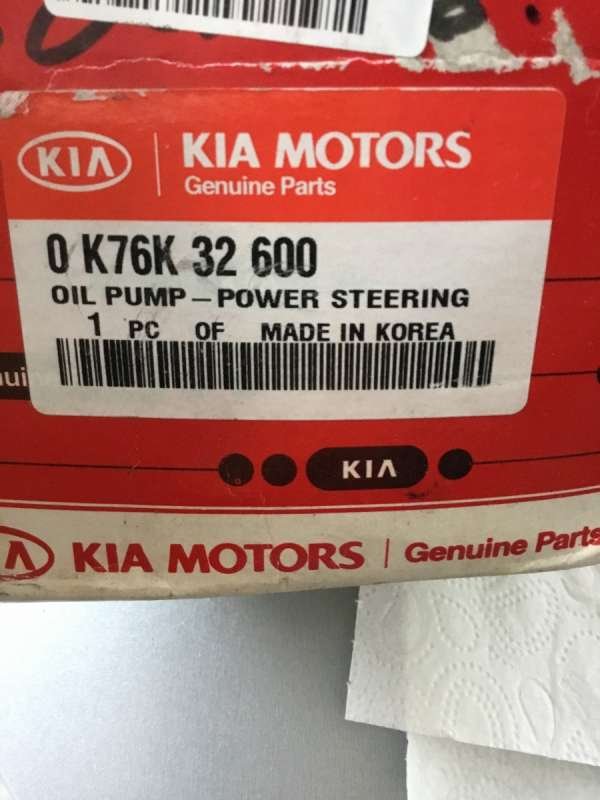 KIA
KIA MOTORS
Genuine Parts
0 K76K 32 600
OIL PUMP-POWER STEERING
1 PC OF MADE IN KOREA
KIA
KIA MOTORS | Genuine Parts